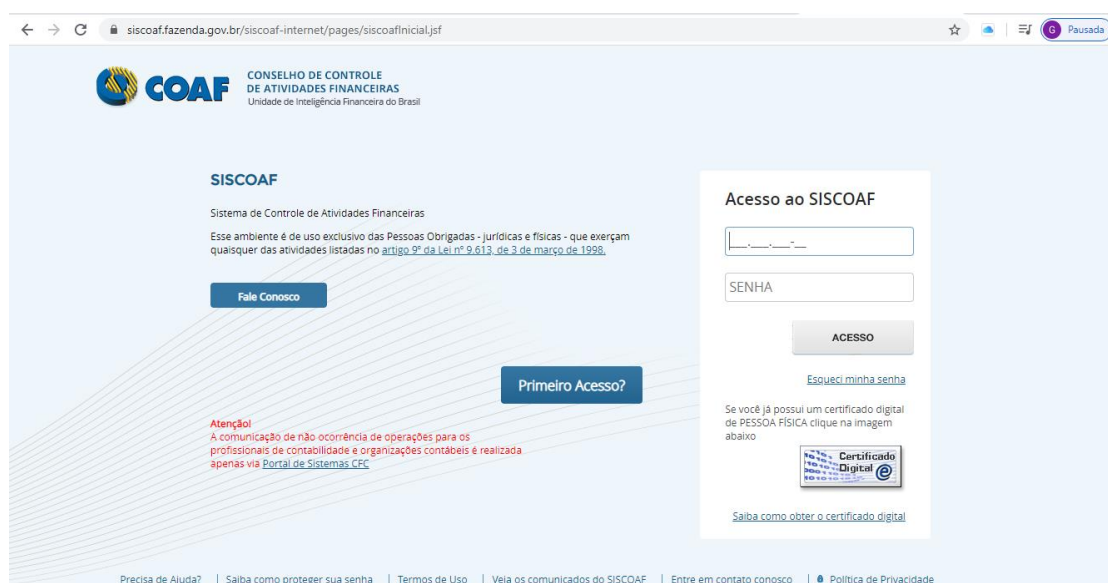 siscoaf.fazenda.gov.br/siscoaf-internet/pages/siscoafInicial.jsf
G Pausada
COAF
CONSELHO DE CONTROLE
DE ATIVIDADES FINANCEIRAS
Unidade de Inteligência Financeira do Brasil
SISCOAF
Sistema de Controle de Atividades Financeiras
Esse ambiente é de uso exclusivo das Pessoas Obrigadas - jurídicas e físicas - que exerçam
quaisquer das atividades listadas no artigo 9º da Lei nº 9.613, de 3 de março de 1998.
Fale Conosco
Primeiro Acesso?
Atenção!
A comunicação de não ocorrência de operações para os
profissionais de contabilidade e organizações contábeis é realizada
apenas via Portal de Sistemas CFC
Acesso ao SISCOAF
___.___.___-__
SENHA
ACESSO
Esqueci minha senha
Se você já possui um certificado digital
de PESSOA FÍSICA clique na imagem
abaixo
Certificado
Digital e
Saiba como obter o certificado digital
Precisa de Ajuda? | Saiba como proteger sua senha | Termos de Uso | Veja os comunicados do SISCOAF | Entre em contato conosco | Política de Privacidade